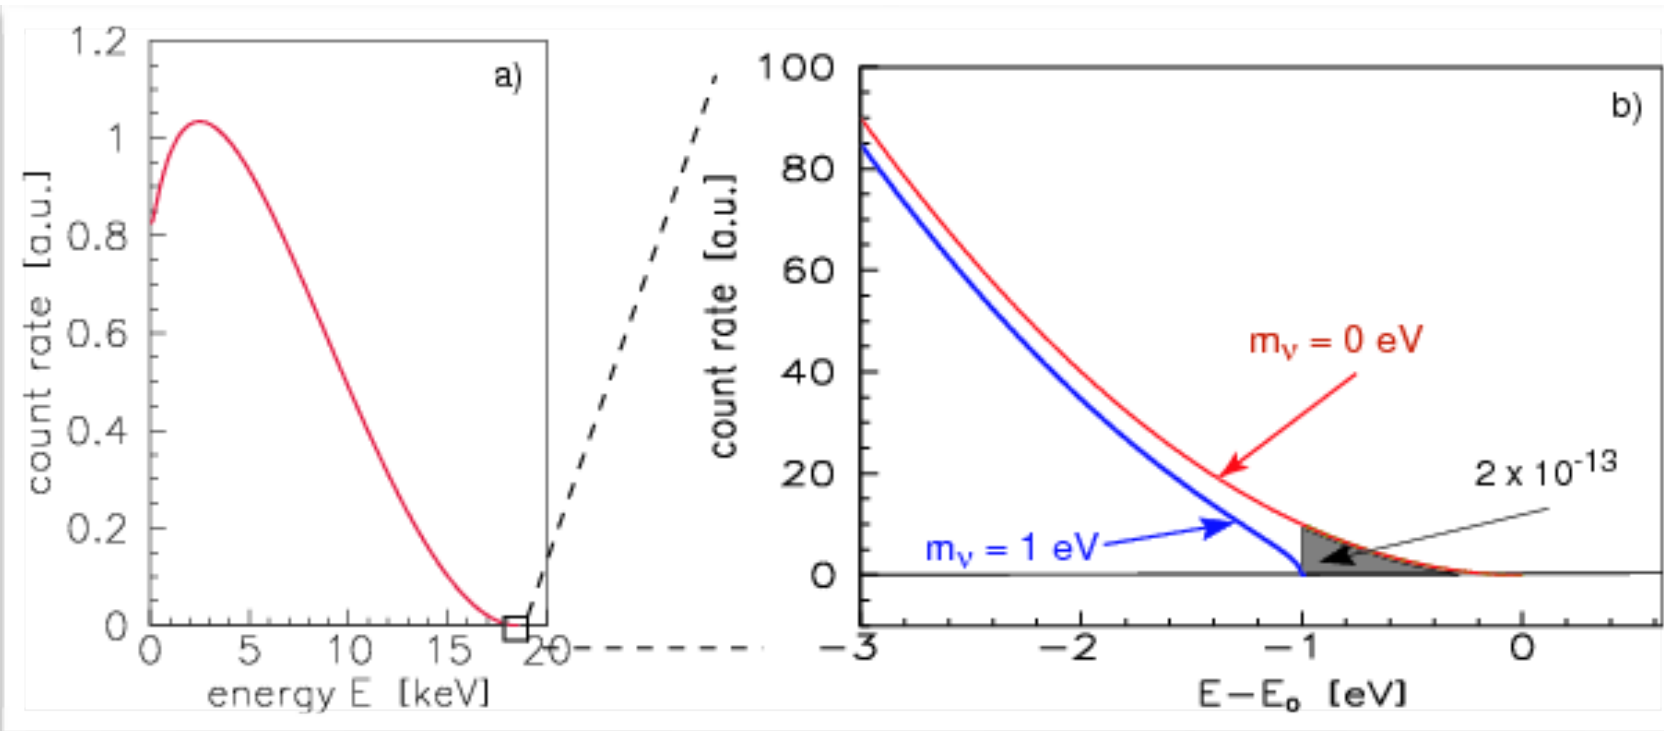 a)
1.2
1
0.8
0.6
0.4
0.2
0
count rate [a.u.]
0 5 10 15 20
energy E [keV]
b)
100
80
60
40
20
0
count rate [a.u.]
mν = 0 eV
2 x 10-13
mν = 1 eV
−3 −2 −1 0
E−E0 [eV]